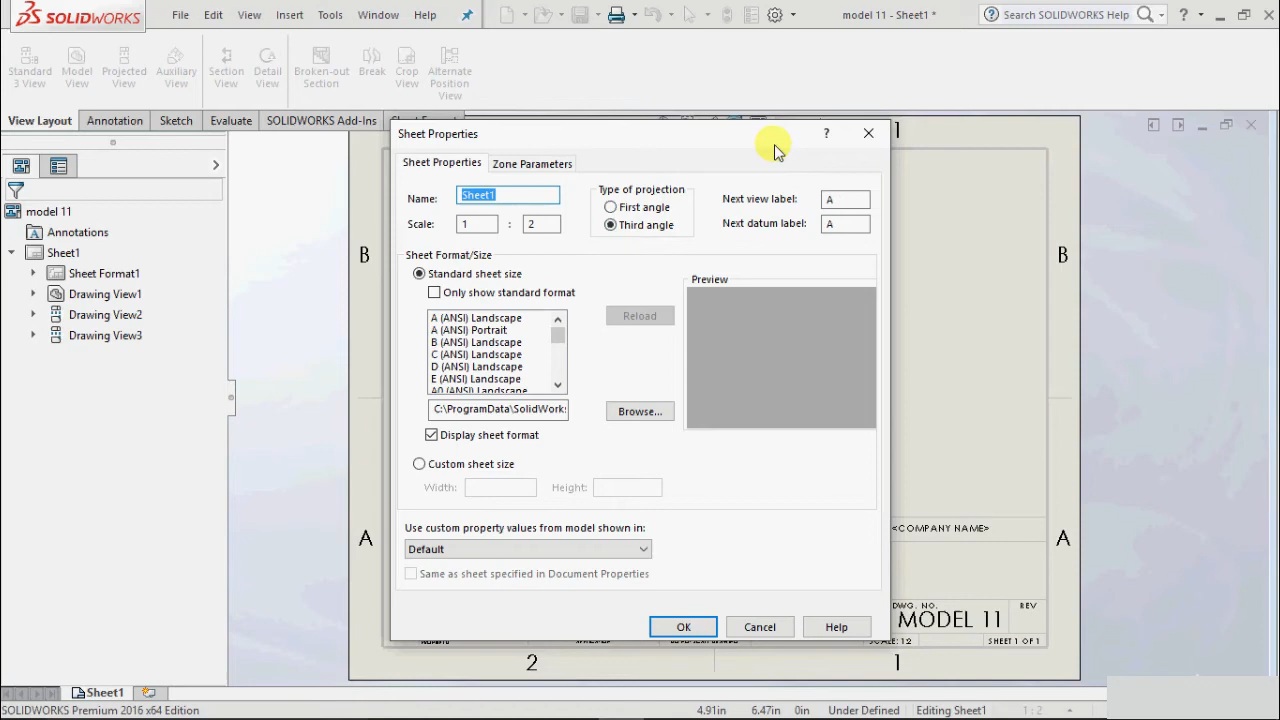 SOLIDWORKS File Edit View Insert Tools Window Help model 11 - Sheet1 * Search SOLIDWORKS Help ?
Standard 3 View
Model View
Projected View
Auxiliary View
Section View
Detail View
Broken-out Section
Break
Crop View
Alternate Position View
View Layout Annotation Sketch Evaluate SOLIDWORKS Add-Ins
model 11
Annotations
Sheet1
Sheet Format1
Drawing View1
Drawing View2
Drawing View3
Sheet Properties ?
Sheet Properties Zone Parameters
Name: Sheet1
Scale: 1 : 2
Type of projection
First angle
Third angle
Next view label: A
Next datum label: A
Sheet Format/Size
Standard sheet size
Only show standard format
A (ANSI) Landscape
A (ANSI) Portrait
B (ANSI) Landscape
C (ANSI) Landscape
D (ANSI) Landscape
E (ANSI) Landscape
A0 (ANSI) Landscape
Reload
C:\ProgramData\SolidWork:
Browse...
Display sheet format
Custom sheet size
Width: Height:
Preview
Use custom property values from model shown in:
Default
Same as sheet specified in Document Properties
OK Cancel Help
1
B B
A A
<COMPANY NAME>
DWG. NO. REV
MODEL 11
SCALE: 1:2 SHEET 1 OF 1
2 1
Sheet1
SOLIDWORKS Premium 2016 x64 Edition 4.91in 6.47in 0in Under Defined Editing Sheet1 1 : 2